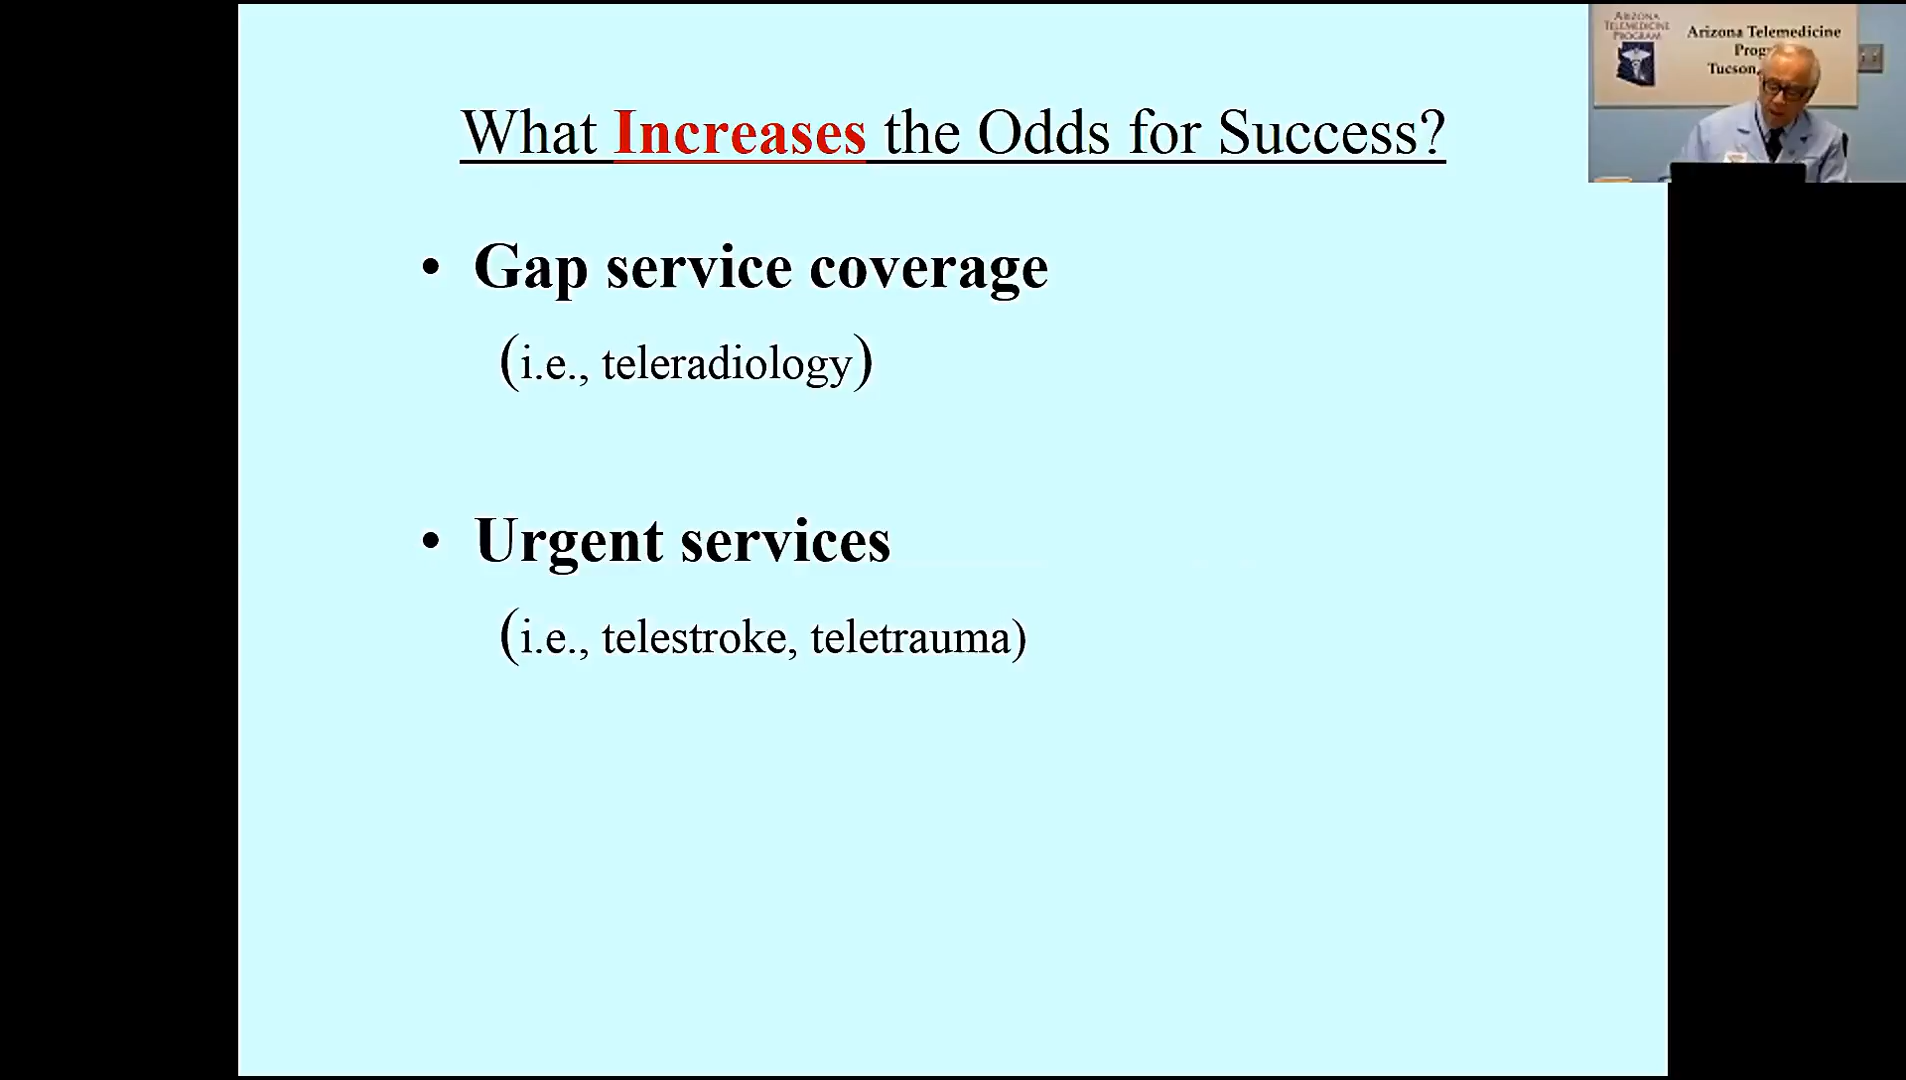 What Increases the Odds for Success?
• Gap service coverage
(i.e., teleradiology)
• Urgent services
(i.e., telestroke, teletrauma)
ARIZONA
TELEMEDICINE
PROGRAM
Arizona Telemedicine
Tucson,